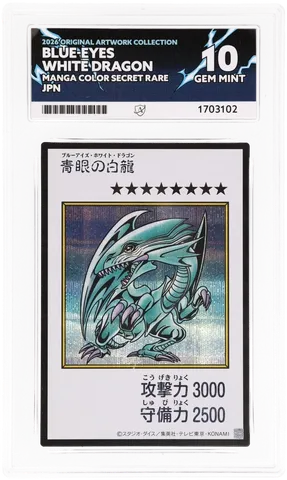 2026 ORIGINAL ARTWORK COLLECTION
BLUE-EYES
WHITE DRAGON
MANGA COLOR SECRET RARE
JPN
10
GEM MINT
1703102
ブルーアイズ・ホワイト・ドラゴン
青眼の白龍
こうげきりょく
攻撃力 3000
しゅびりょく
守備力 2500
©スタジオ・ダイス/集英社・テレビ東京・KONAMI